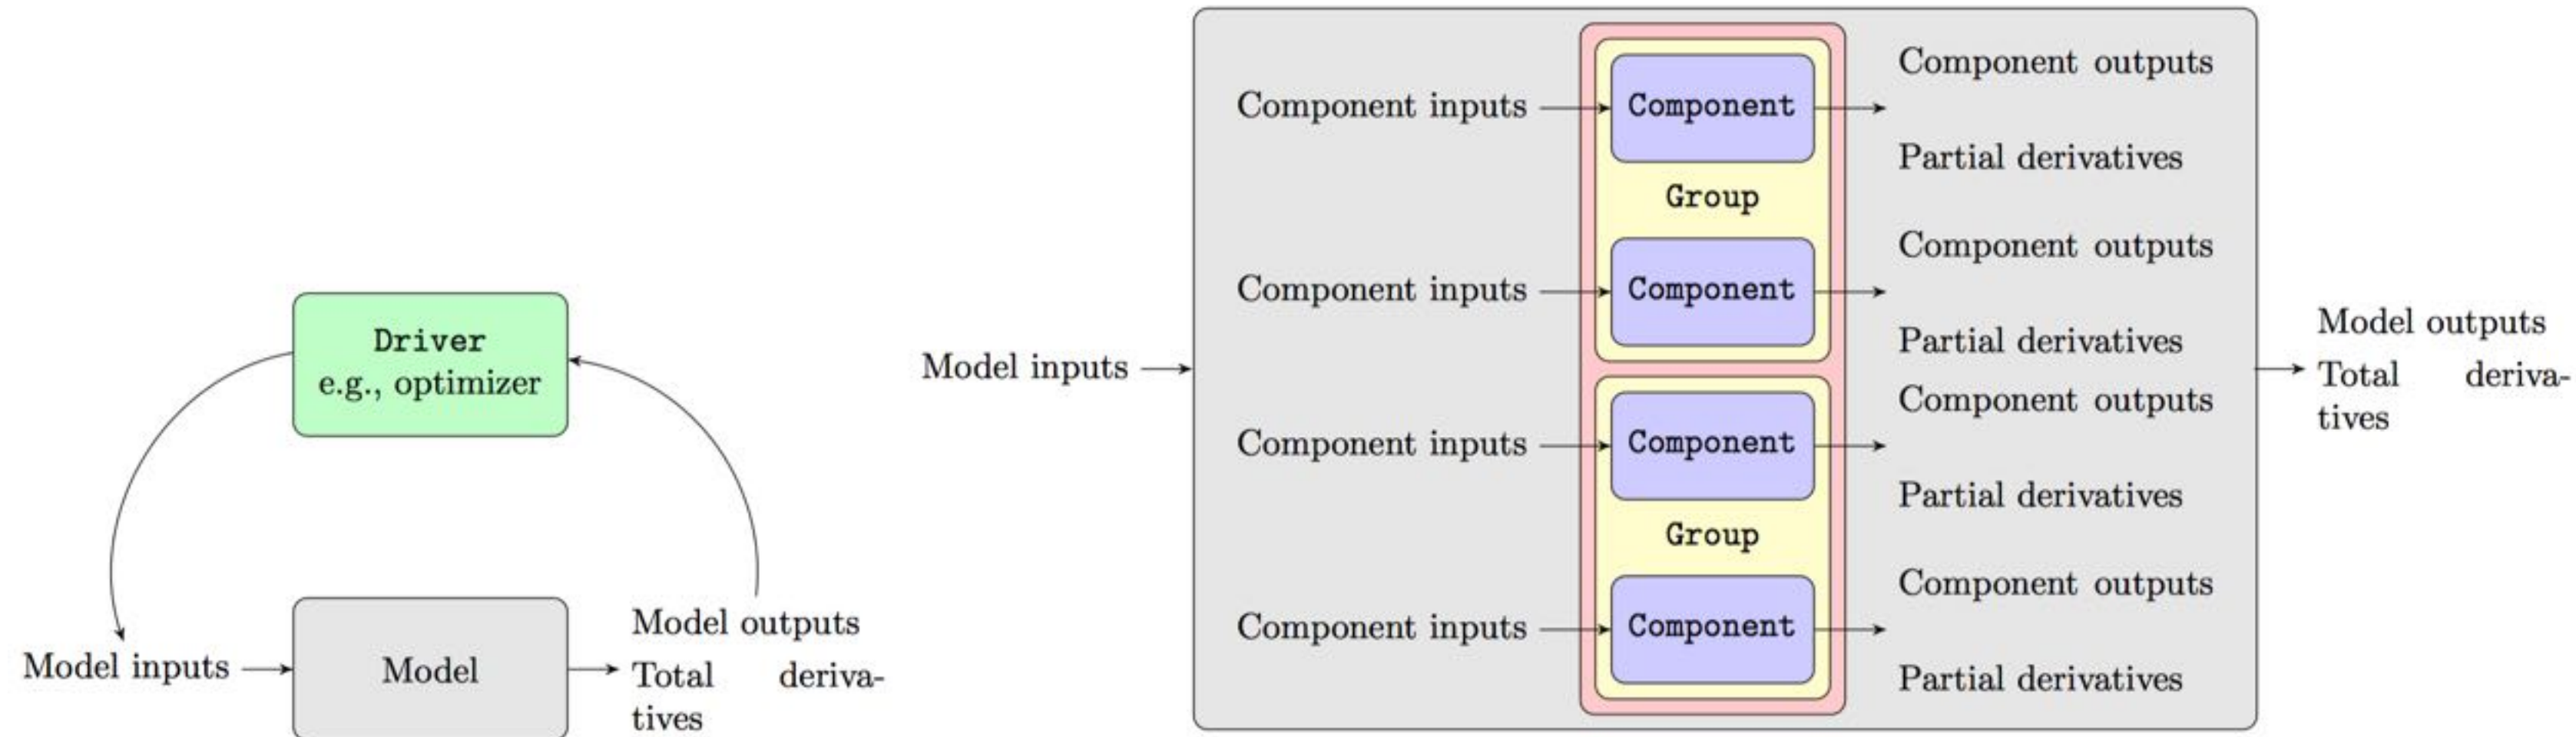 Driver
e.g., optimizer
Model inputs
Model
Model outputs
Total deriva-
tives
Model inputs
Component inputs
Component
Component outputs
Partial derivatives
Group
Component inputs
Component
Component outputs
Partial derivatives
Component inputs
Component
Component outputs
Partial derivatives
Group
Component inputs
Component
Component outputs
Partial derivatives
Model outputs
Total deriva-
tives